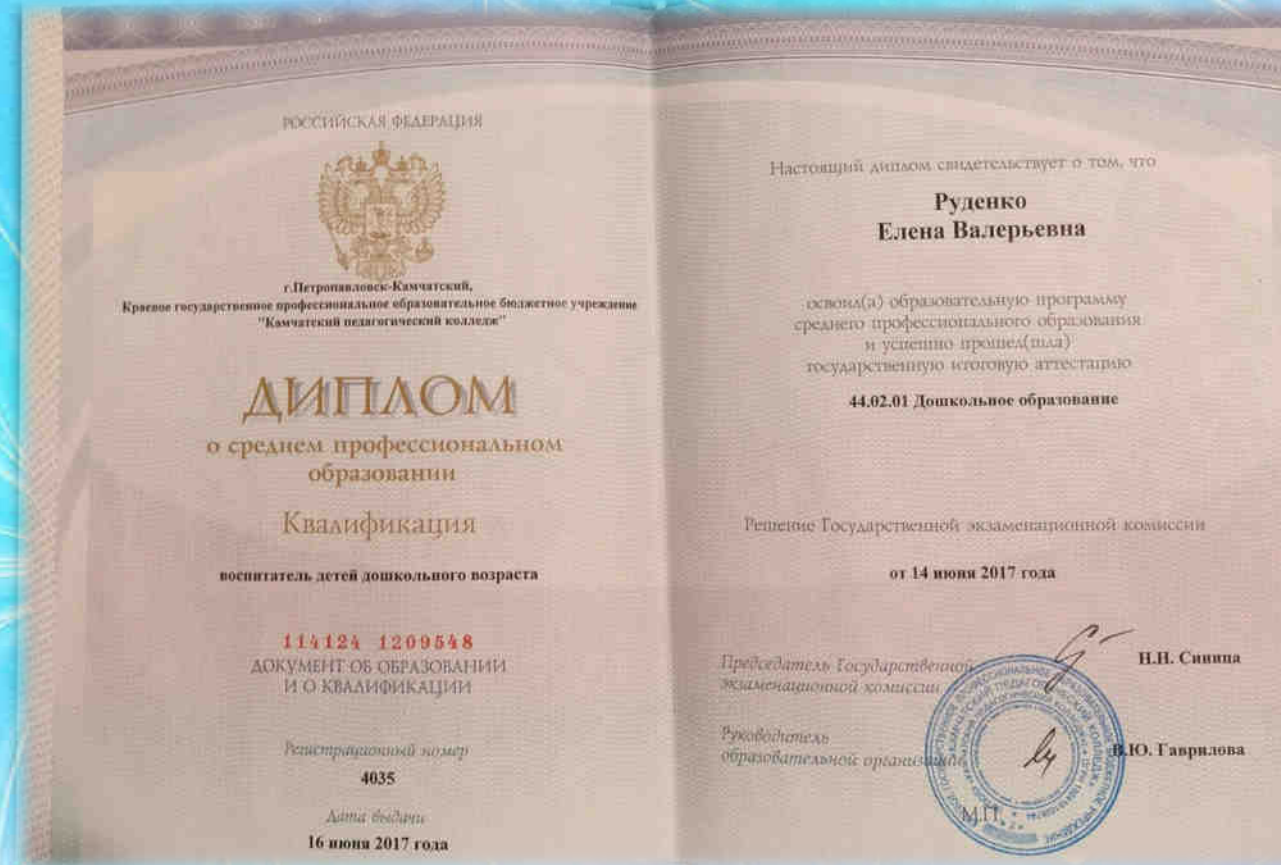 РОССИЙСКАЯ ФЕДЕРАЦИЯ
г.Петропавловск-Камчатский,
Краевое государственное профессиональное образовательное бюджетное учреждение
"Камчатский педагогический колледж"
ДИПЛОМ
о среднем профессиональном
образовании
Квалификация
воспитатель детей дошкольного возраста
114124 1209548
ДОКУМЕНТ ОБ ОБРАЗОВАНИИ
И О КВАЛИФИКАЦИИ
Регистрационный номер
4035
Дата выдачи
16 июня 2017 года
Настоящий диплом свидетельствует о том, что
Руденко
Елена Валерьевна
освоил(а) образовательную программу
среднего профессионального образования
и успешно прошел(шла)
государственную итоговую аттестацию
44.02.01 Дошкольное образование
Решение Государственной экзаменационной комиссии
от 14 июня 2017 года
Председатель Государственной
экзаменационной комиссии
Н.Н. Синица
Руководитель
образовательной организации
В.Ю. Гаврилова
М.П.